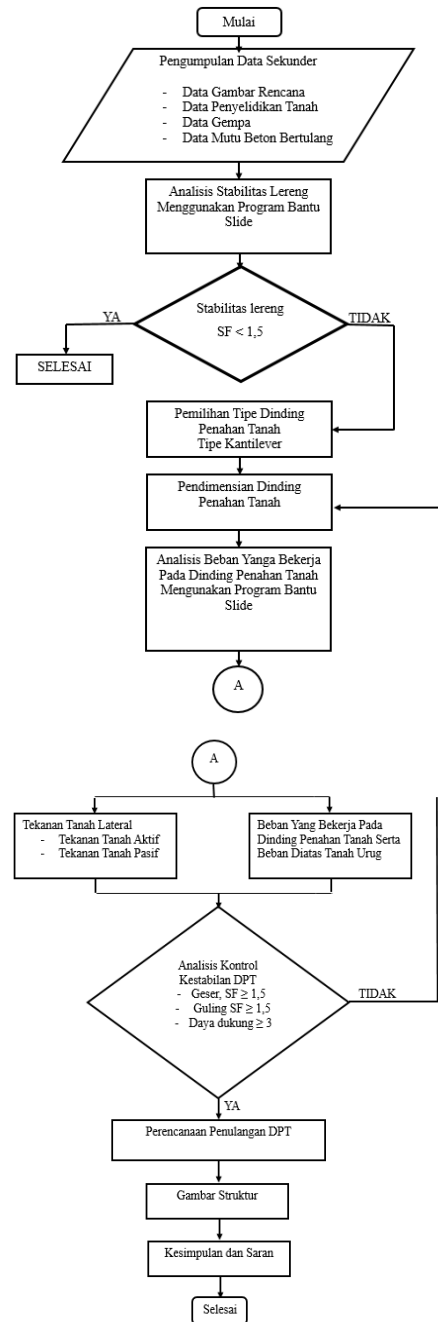 Mulai
Pengumpulan Data Sekunder
- Data Gambar Rencana
- Data Penyelidikan Tanah
- Data Gempa
- Data Mutu Beton Bertulang
Analisis Stabilitas Lereng
Menggunakan Program Bantu
Slide
Stabilitas lereng
SF < 1,5
YA
TIDAK
SELESAI
Pemilihan Tipe Dinding
Penahan Tanah
Tipe Kantilever
Pendimensian Dinding
Penahan Tanah
Analisis Beban Yanga Bekerja
Pada Dinding Penahan Tanah
Mengunakan Program Bantu
Slide
A
A
Tekanan Tanah Lateral
- Tekanan Tanah Aktif
- Tekanan Tanah Pasif
Beban Yang Bekerja Pada
Dinding Penahan Tanah Serta
Beban Diatas Tanah Urug
Analisis Kontrol
Kestabilan DPT
- Geser, SF ≥ 1,5
- Guling SF ≥ 1,5
- Daya dukung ≥ 3
TIDAK
YA
Perencanaan Penulangan DPT
Gambar Struktur
Kesimpulan dan Saran
Selesai